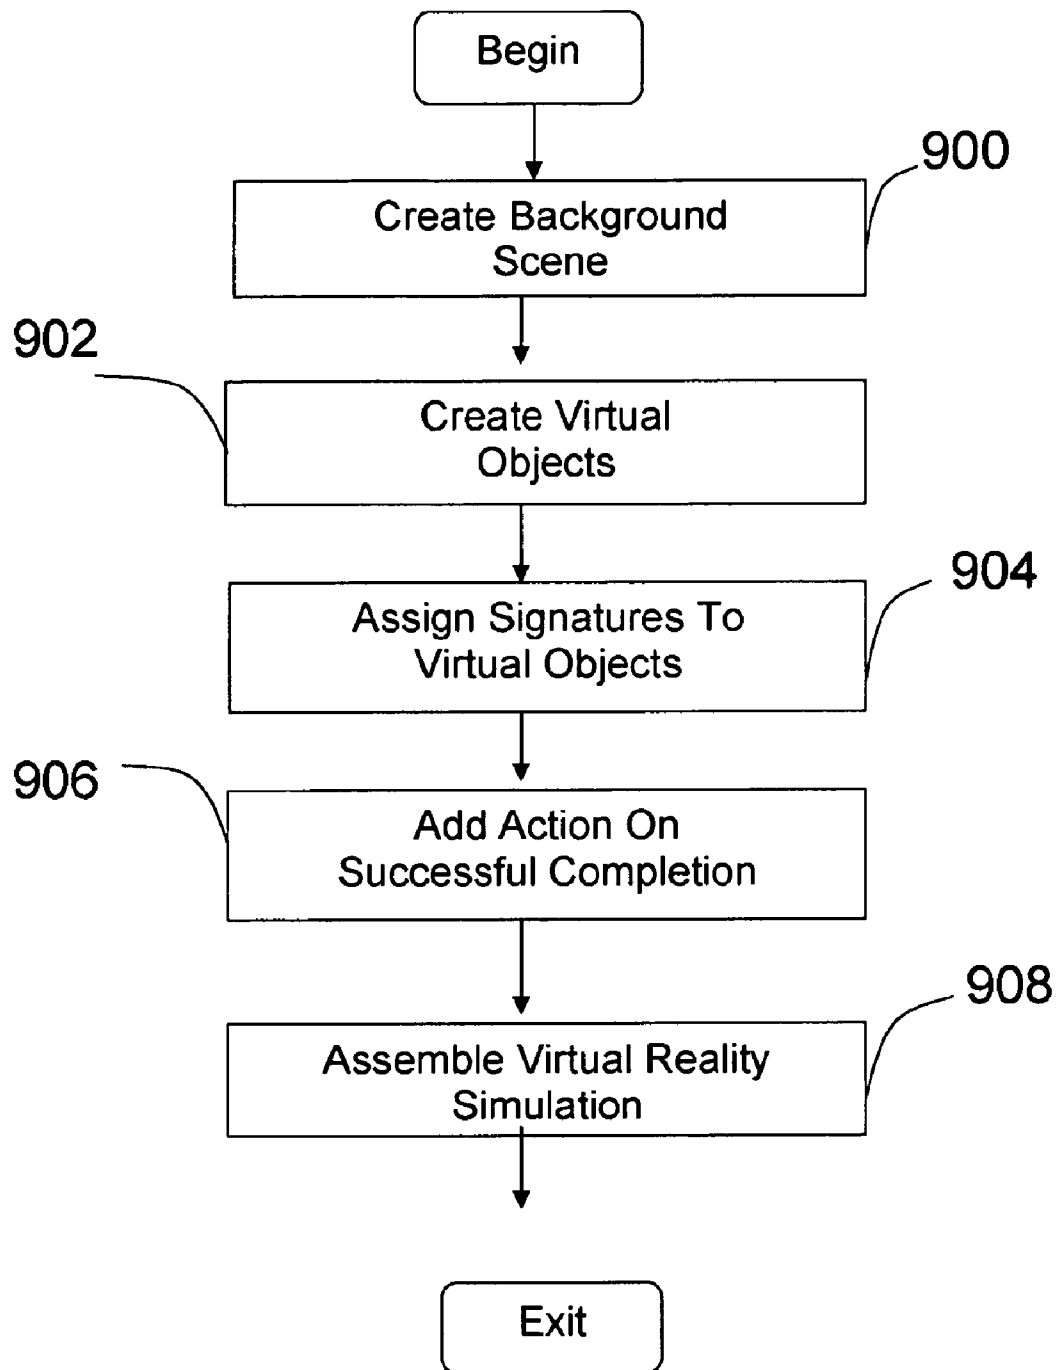 Begin
900
Create Background
Scene
902
Create Virtual
Objects
904
Assign Signatures To
Virtual Objects
906
Add Action On
Successful Completion
908
Assemble Virtual Reality
Simulation
Exit